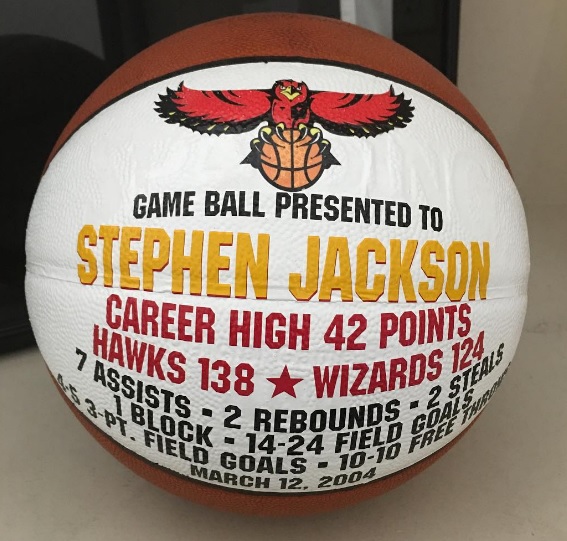 GAME BALL PRESENTED TO
STEPHEN JACKSON
CAREER HIGH 42 POINTS
HAWKS 138 ★ WIZARDS 124
7 ASSISTS - 2 REBOUNDS - 2 STEALS
1 BLOCK - 14-24 FIELD GOALS
4-5 3-PT. FIELD GOALS - 10-10 FREE THROWS
MARCH 12, 2004